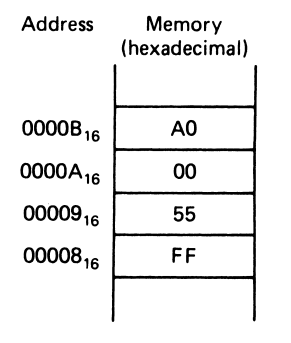 Address Memory
(hexadecimal)
0000B₁₆ A0
0000A₁₆ 00
00009₁₆ 55
00008₁₆ FF